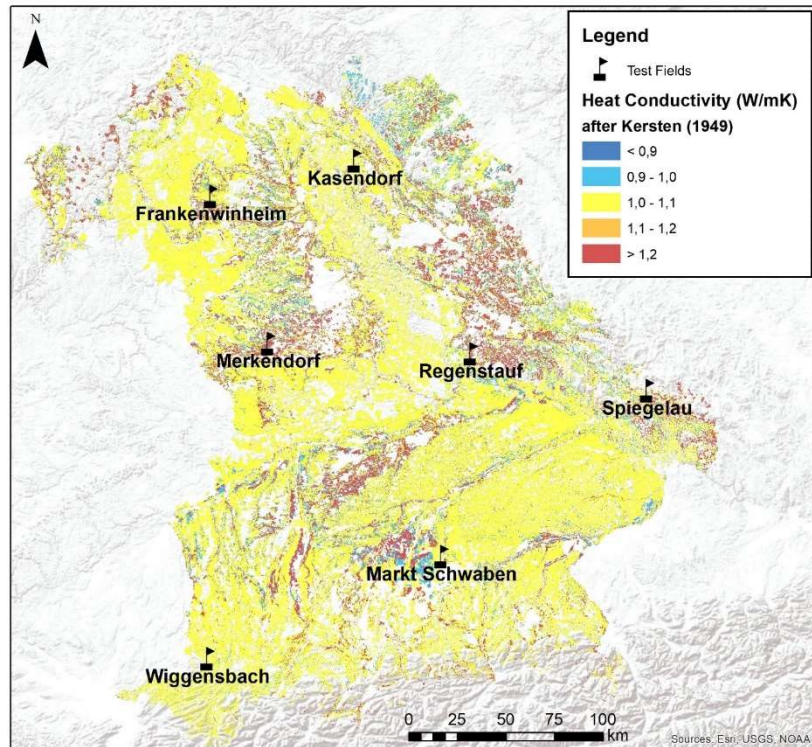 N
Legend
Test Fields
Heat Conductivity (W/mK)
after Kersten (1949)
< 0,9
0,9 - 1,0
1,0 - 1,1
1,1 - 1,2
> 1,2
Kasendorf
Frankenwinheim
Merkendorf
Regenstauf
Spiegelau
Markt Schwaben
Wiggensbach
0 25 50 100
km
Sources, Esri, USGS, NOAA